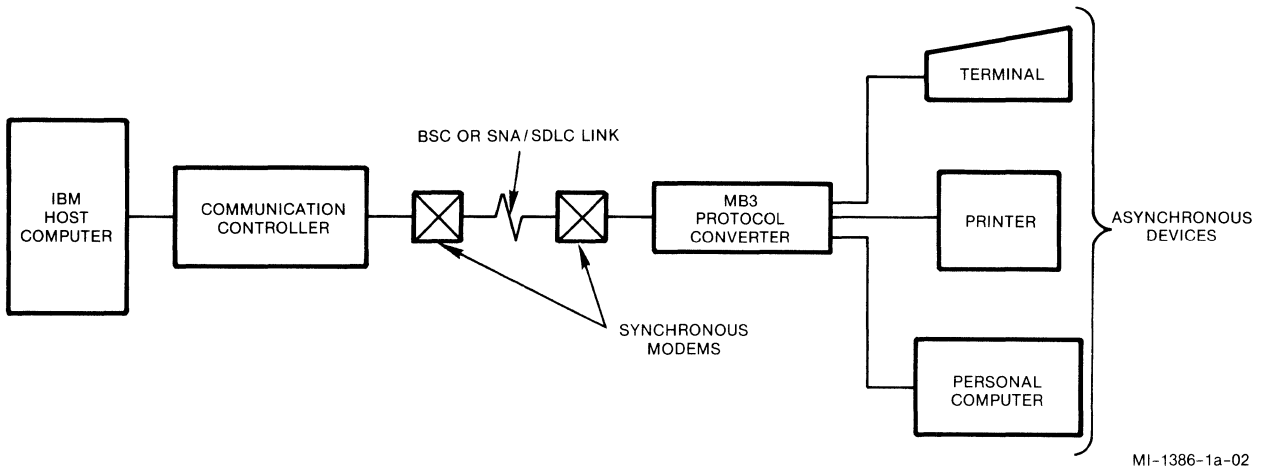 TERMINAL
BSC OR SNA/SDLC LINK
IBM
HOST
COMPUTER
COMMUNICATION
CONTROLLER
MB3
PROTOCOL
CONVERTER
PRINTER
ASYNCHRONOUS
DEVICES
SYNCHRONOUS
MODEMS
PERSONAL
COMPUTER
MI-1386-1a-02